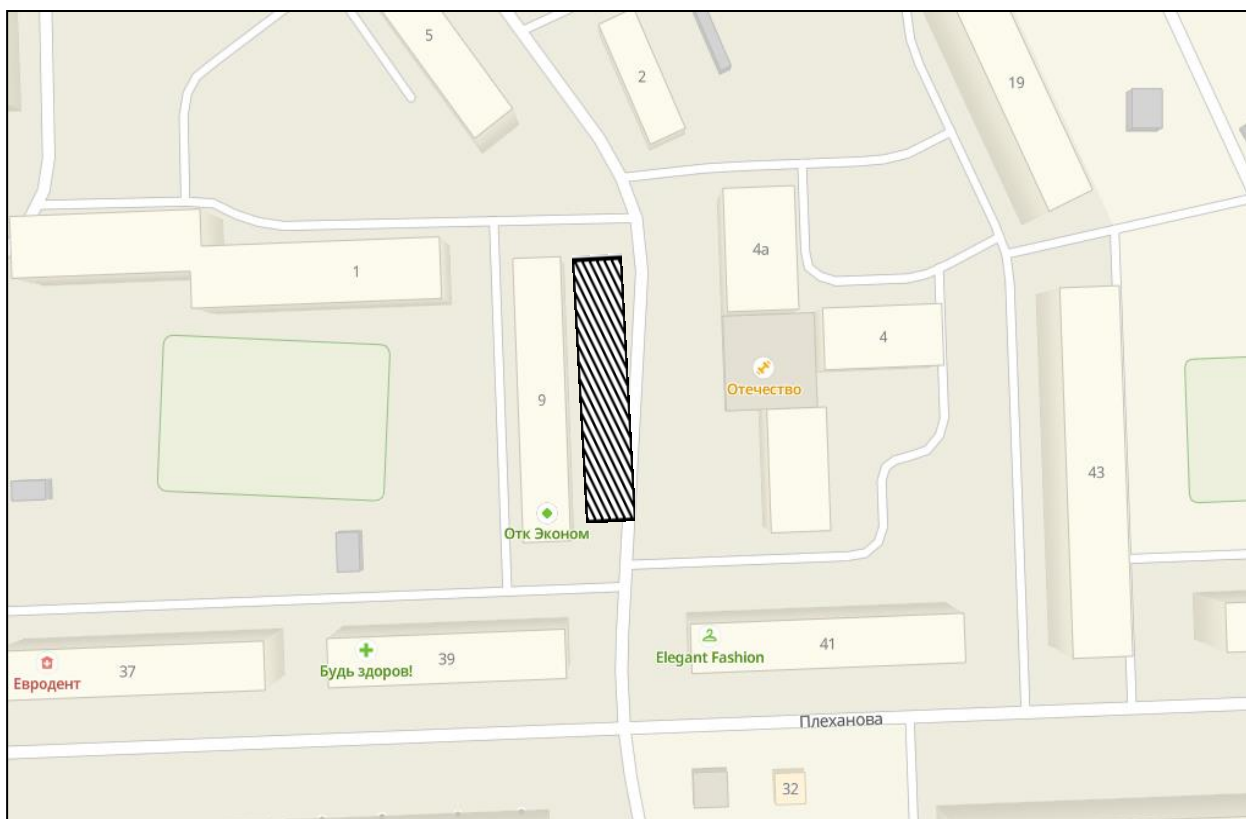 5
2
19
4а
1
4
Отечество
9
43
Отк Эконом
41
Elegant Fashion
39
Будь здоров!
37
Евродент
Плеханова
32